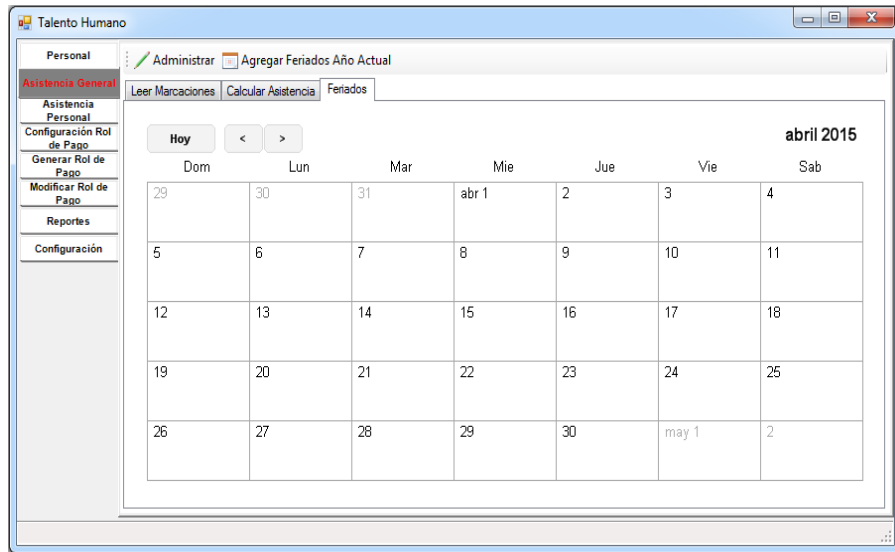 Talento Humano
Personal
Asistencia General
Asistencia
Personal
Configuración Rol
de Pago
Generar Rol de
Pago
Modificar Rol de
Pago
Reportes
Configuración
Administrar Agregar Feriados Año Actual
Leer Marcaciones Calcular Asistencia Feriados
Hoy < > abril 2015
Dom Lun Mar Mie Jue Vie Sab
29 30 31 abr 1 2 3 4
5 6 7 8 9 10 11
12 13 14 15 16 17 18
19 20 21 22 23 24 25
26 27 28 29 30 may 1 2